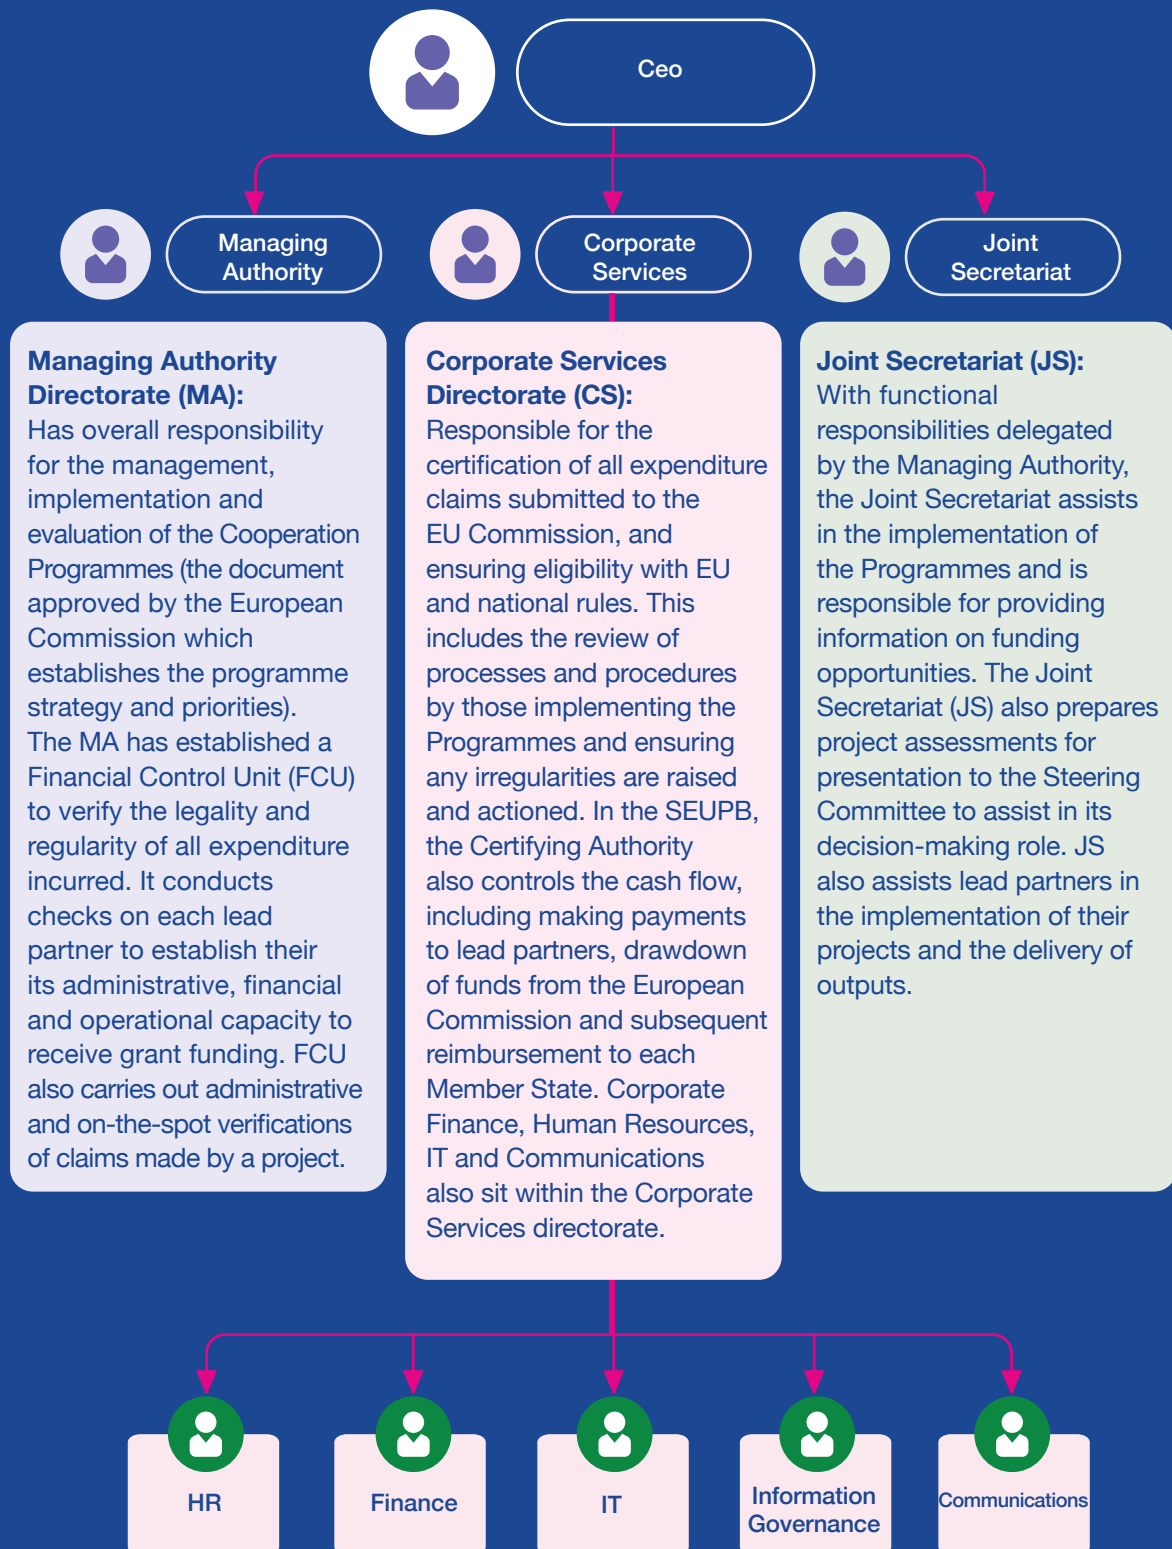 Ceo
Managing
Authority
Corporate
Services
Joint
Secretariat
Managing Authority
Directorate (MA):
Has overall responsibility
for the management,
implementation and
evaluation of the Cooperation
Programmes (the document
approved by the European
Commission which
establishes the programme
strategy and priorities).
The MA has established a
Financial Control Unit (FCU)
to verify the legality and
regularity of all expenditure
incurred. It conducts
checks on each lead
partner to establish their
its administrative, financial
and operational capacity to
receive grant funding. FCU
also carries out administrative
and on-the-spot verifications
of claims made by a project.
Corporate Services
Directorate (CS):
Responsible for the
certification of all expenditure
claims submitted to the
EU Commission, and
ensuring eligibility with EU
and national rules. This
includes the review of
processes and procedures
by those implementing the
Programmes and ensuring
any irregularities are raised
and actioned. In the SEUPB,
the Certifying Authority
also controls the cash flow,
including making payments
to lead partners, drawdown
of funds from the European
Commission and subsequent
reimbursement to each
Member State. Corporate
Finance, Human Resources,
IT and Communications
also sit within the Corporate
Services directorate.
Joint Secretariat (JS):
With functional
responsibilities delegated
by the Managing Authority,
the Joint Secretariat assists
in the implementation of
the Programmes and is
responsible for providing
information on funding
opportunities. The Joint
Secretariat (JS) also prepares
project assessments for
presentation to the Steering
Committee to assist in its
decision-making role. JS
also assists lead partners in
the implementation of their
projects and the delivery of
outputs.
HR
Finance
IT
Information
Governance
Communications